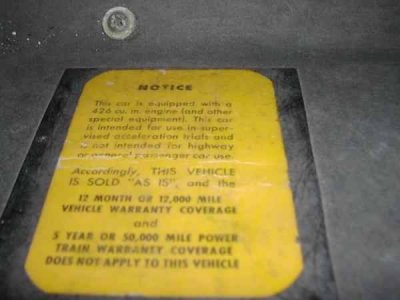 NOTICE
This car is equipped with a
426 cu. in. engine (and other
special equipment). This car
is intended for use in super-
vised acceleration trials and
is not intended for highway
or general passenger car use.
Accordingly, THIS VEHICLE
IS SOLD "AS IS", and the
12 MONTH OR 12,000 MILE
VEHICLE WARRANTY COVERAGE
and
5 YEAR OR 50,000 MILE POWER
TRAIN WARRANTY COVERAGE
DOES NOT APPLY TO THIS VEHICLE